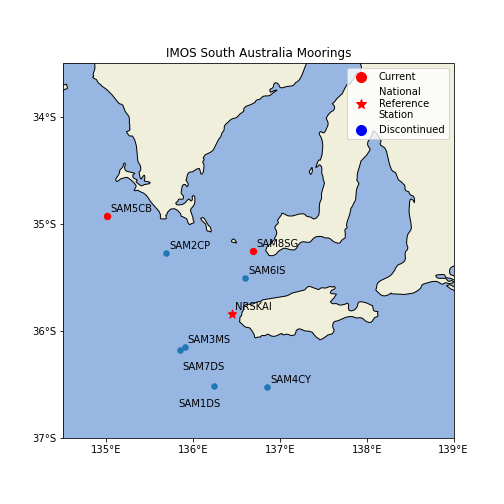 IMOS South Australia Moorings
Current
National
Reference
Station
Discontinued
34°S
35°S
36°S
37°S
SAM5CB
SAM2CP
SAM8SG
SAM6IS
NRSKAI
SAM3MS
SAM7DS
SAM4CY
SAM1DS
135°E
136°E
137°E
138°E
139°E